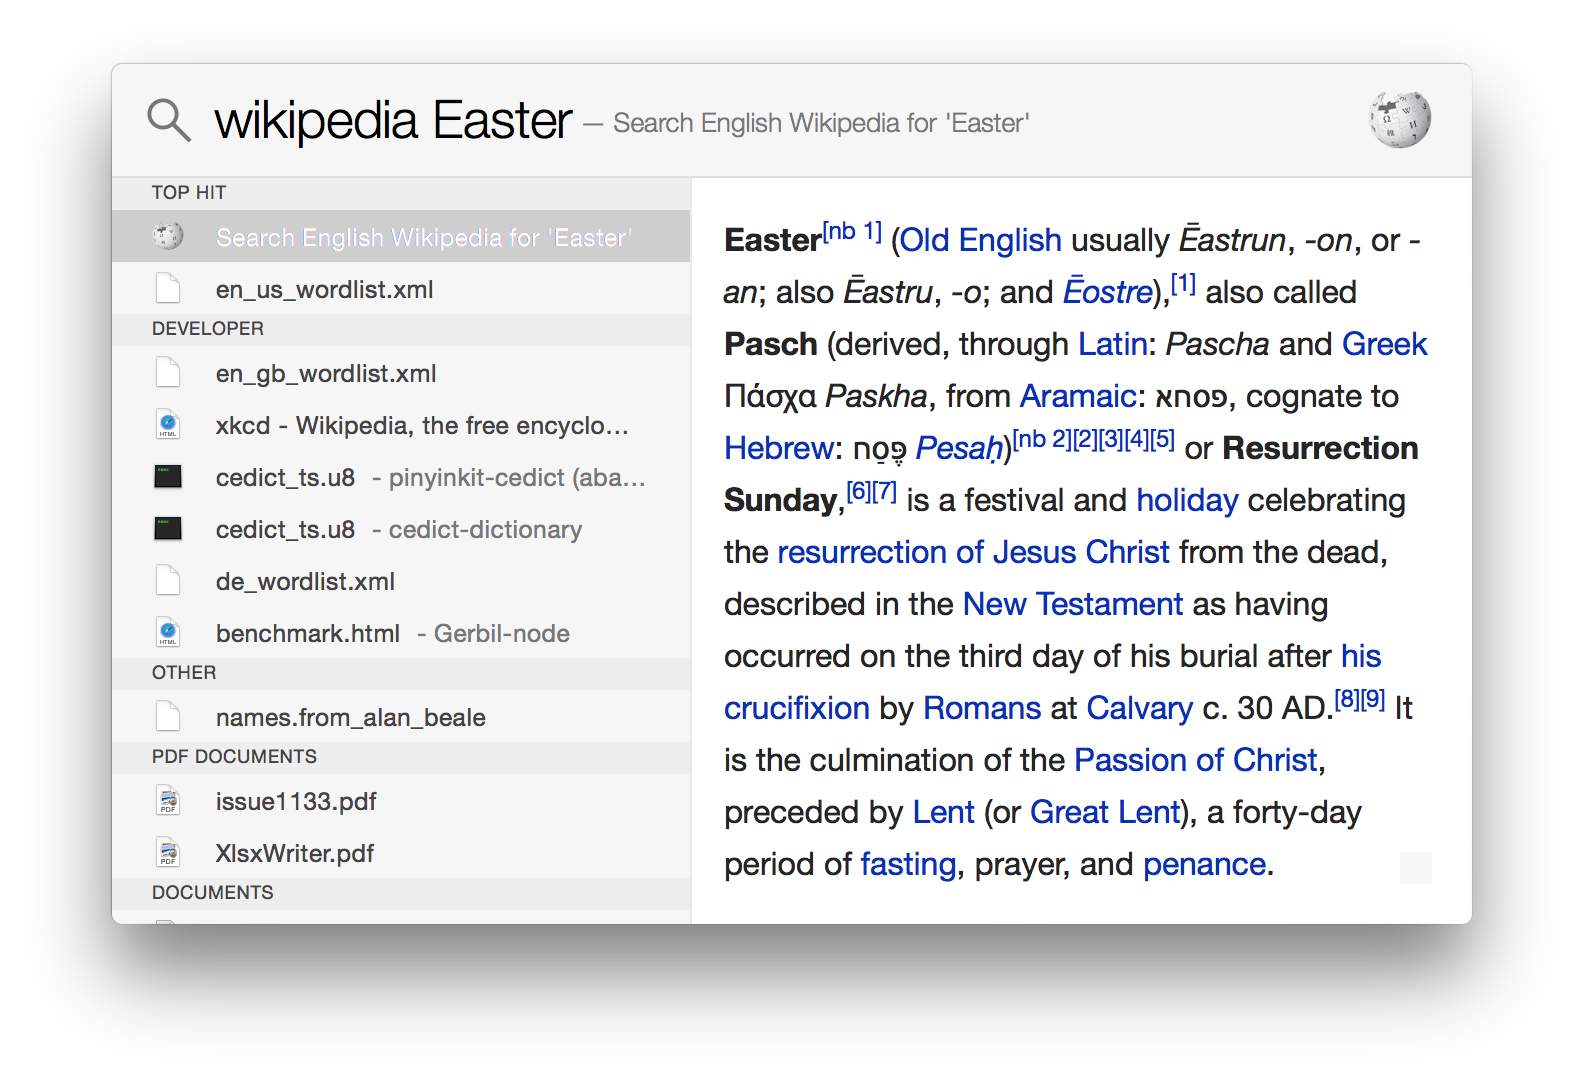 wikipedia Easter — Search English Wikipedia for 'Easter'
TOP HIT
Search English Wikipedia for 'Easter'
en_us_wordlist.xml
DEVELOPER
en_gb_wordlist.xml
xkcd - Wikipedia, the free encyclo...
cedict_ts.u8 - pinyinkit-cedict (aba...
cedict_ts.u8 - cedict-dictionary
de_wordlist.xml
benchmark.html - Gerbil-node
OTHER
names.from_alan_beale
PDF DOCUMENTS
issue1133.pdf
XlsxWriter.pdf
DOCUMENTS
Easter[nb 1] (Old English usually Ēastrun, -on, or -
an; also Ēastru, -o; and Ēostre),[1] also called
Pasch (derived, through Latin: Pascha and Greek
Πάσχα Paskha, from Aramaic: פסחא, cognate to
Hebrew: פֶּסַח Pesaḥ)[nb 2][2][3][4][5] or Resurrection
Sunday,[6][7] is a festival and holiday celebrating
the resurrection of Jesus Christ from the dead,
described in the New Testament as having
occurred on the third day of his burial after his
crucifixion by Romans at Calvary c. 30 AD.[8][9] It
is the culmination of the Passion of Christ,
preceded by Lent (or Great Lent), a forty-day
period of fasting, prayer, and penance.